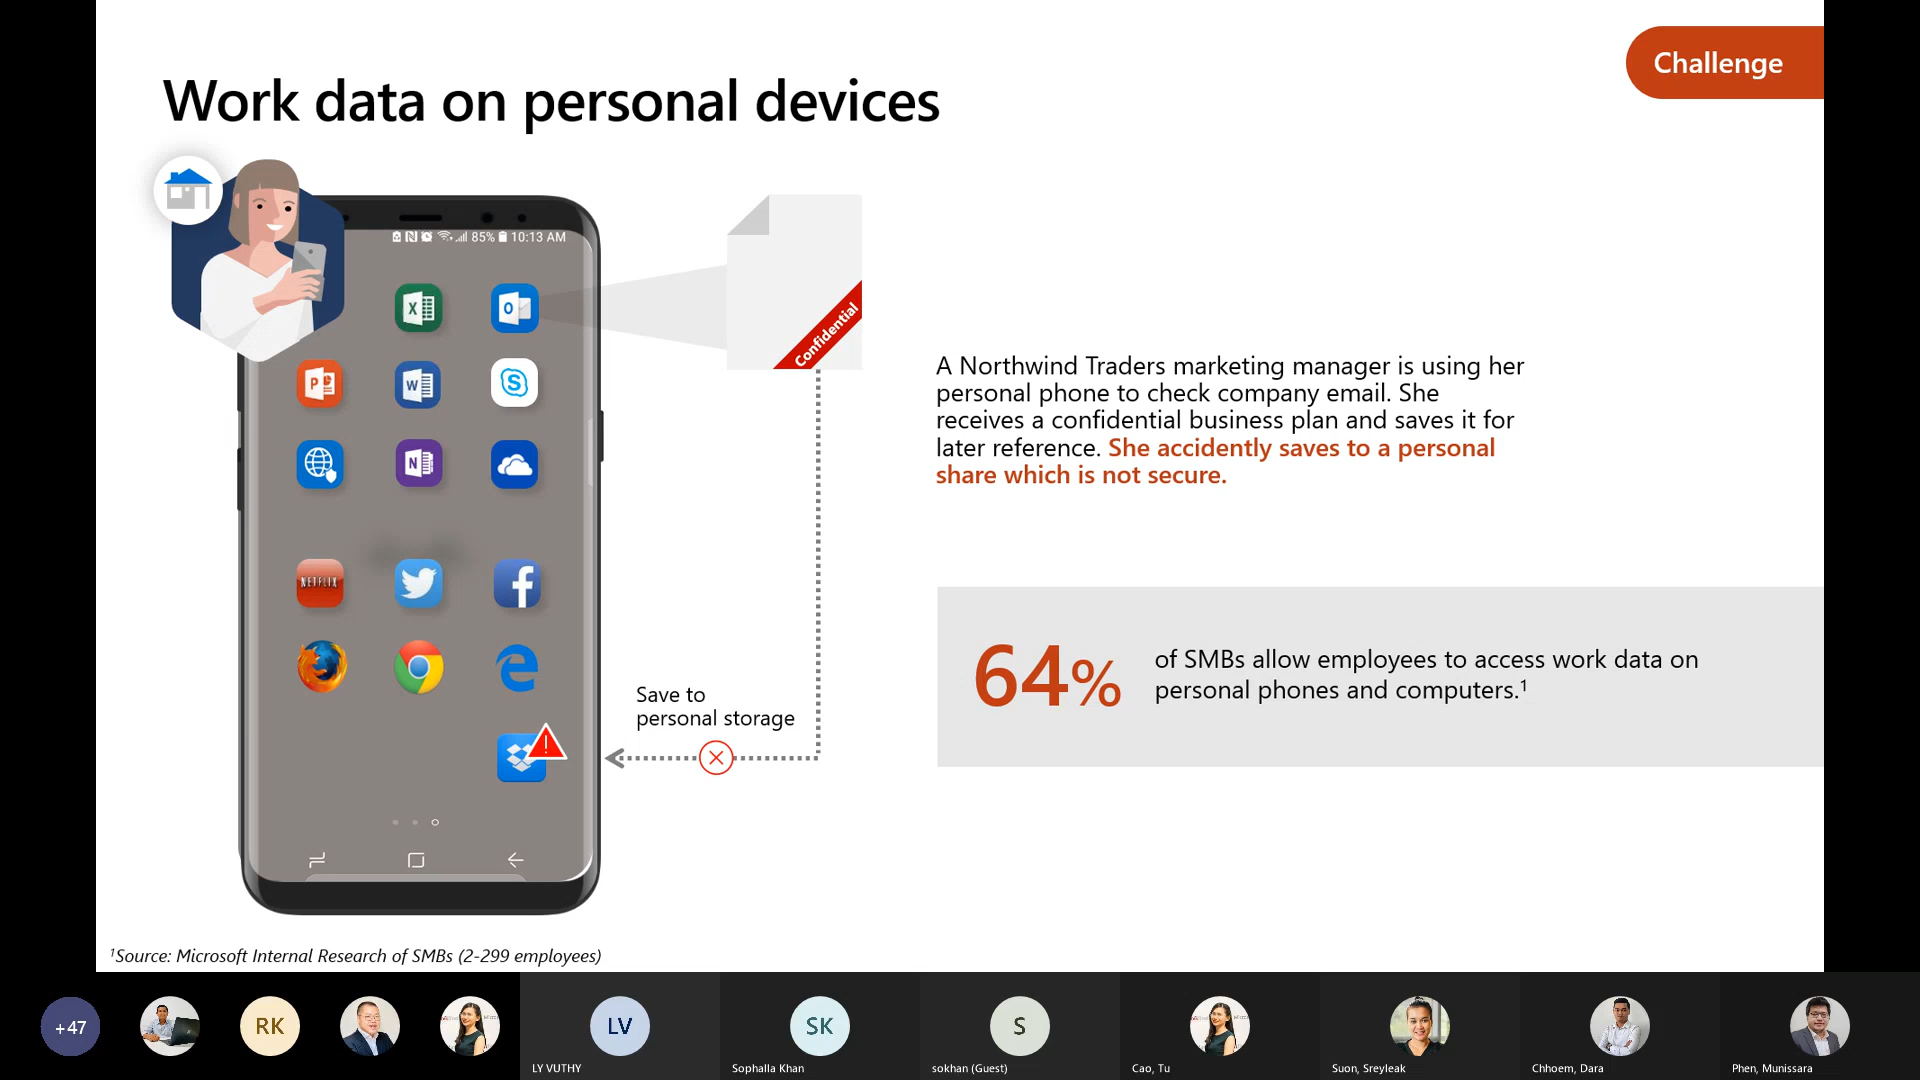 Challenge
Work data on personal devices
85% 10:13 AM
X
O
P
W
S
N
NETFLIX
Confidential
A Northwind Traders marketing manager is using her
personal phone to check company email. She
receives a confidential business plan and saves it for
later reference. She accidently saves to a personal
share which is not secure.
64%
of SMBs allow employees to access work data on
personal phones and computers.¹
Save to
personal storage
¹Source: Microsoft Internal Research of SMBs (2-299 employees)
+47
RK
LV
SK
S
LY VUTHY
Sophalla Khan
sokhan (Guest)
Cao, Tu
Suon, Sreyleak
Chhoem, Dara
Phen, Munissara